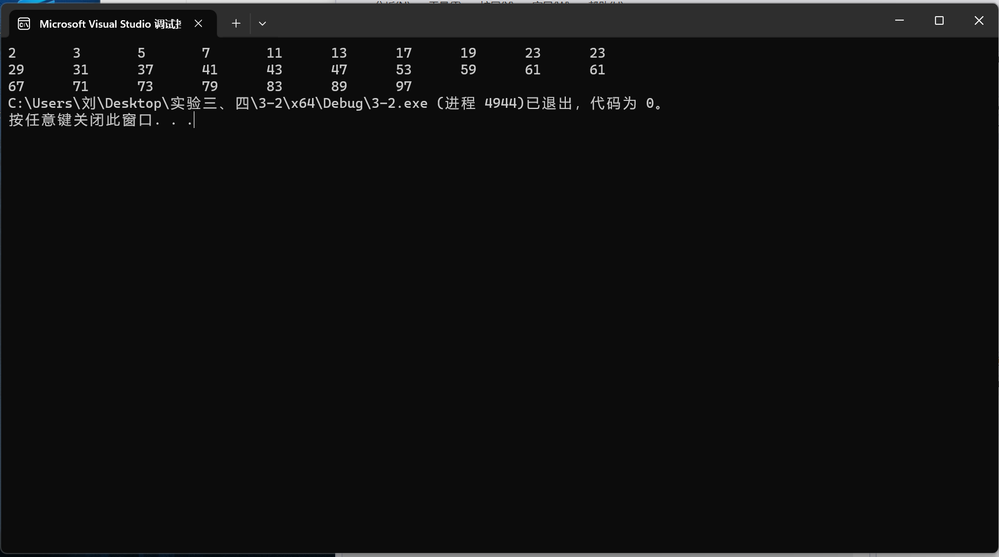 Microsoft Visual Studio 调试
2 3 5 7 11 13 17 19 23 23
29 31 37 41 43 47 53 59 61 61
67 71 73 79 83 89 97
C:\Users\刘\Desktop\实验三、四\3-2\x64\Debug\3-2.exe (进程 4944)已退出，代码为 0。
按任意键关闭此窗口. . .